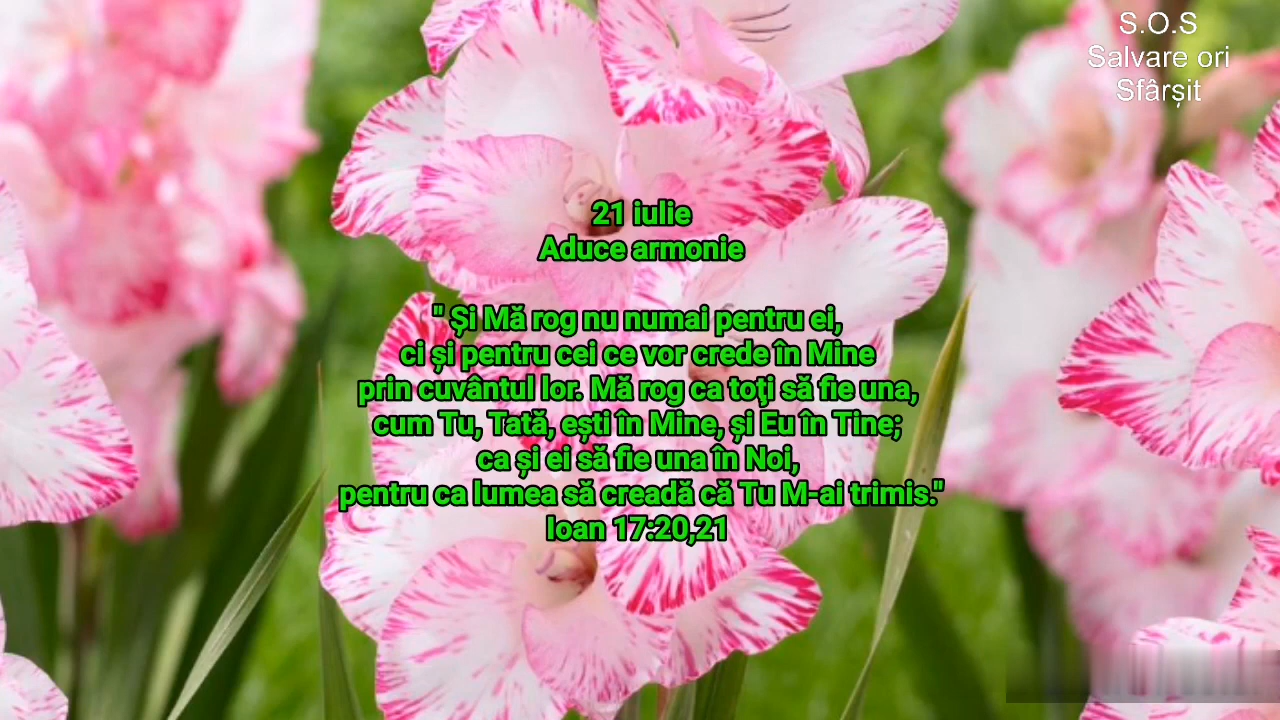 S.O.S
Salvare ori
Sfârșit
21 iulie
Aduce armonie
" Și Mă rog nu numai pentru ei,
ci și pentru cei ce vor crede în Mine
prin cuvântul lor. Mă rog ca toţi să fie una,
cum Tu, Tată, ești în Mine, și Eu în Tine;
ca și ei să fie una în Noi,
pentru ca lumea să creadă că Tu M-ai trimis."
Ioan 17:20,21